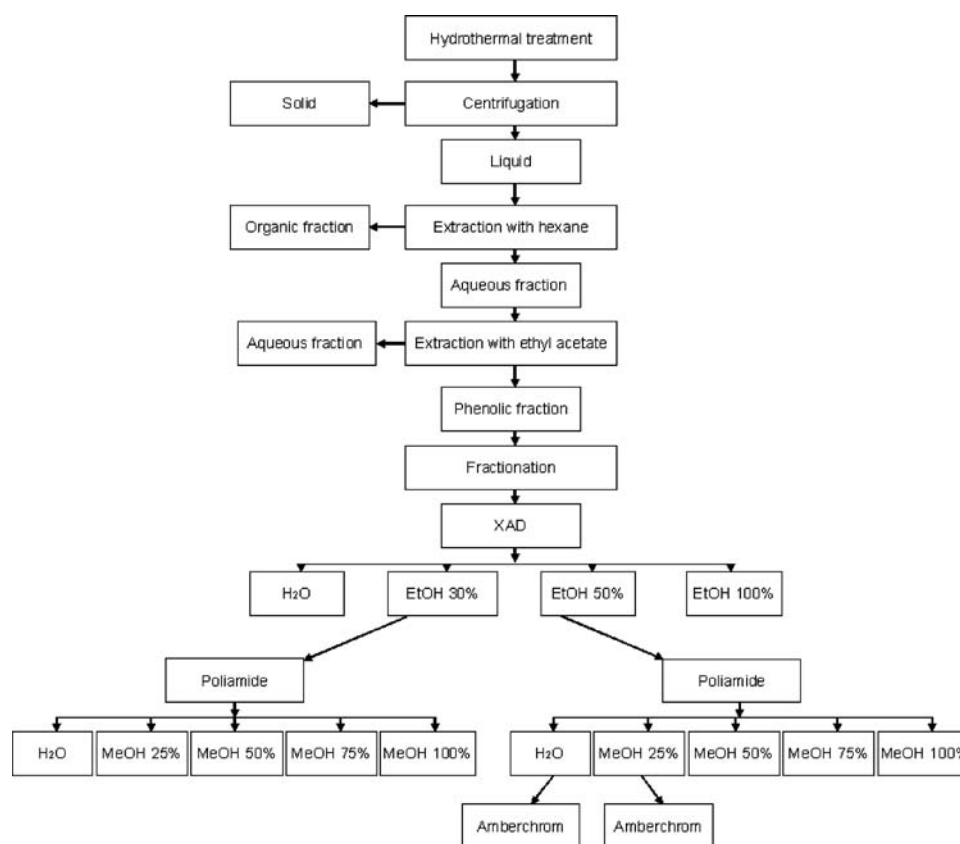 Hydrothermal treatment
Solid
Centrifugation
Liquid
Organic fraction
Extraction with hexane
Aqueous fraction
Aqueous fraction
Extraction with ethyl acetate
Phenolic fraction
Fractionation
XAD
H₂O
EtOH 30%
EtOH 50%
EtOH 100%
Poliamide
Poliamide
H₂O
MeOH 25%
MeOH 50%
MeOH 75%
MeOH 100%
H₂O
MeOH 25%
MeOH 50%
MeOH 75%
MeOH 100%
Amberchrom
Amberchrom